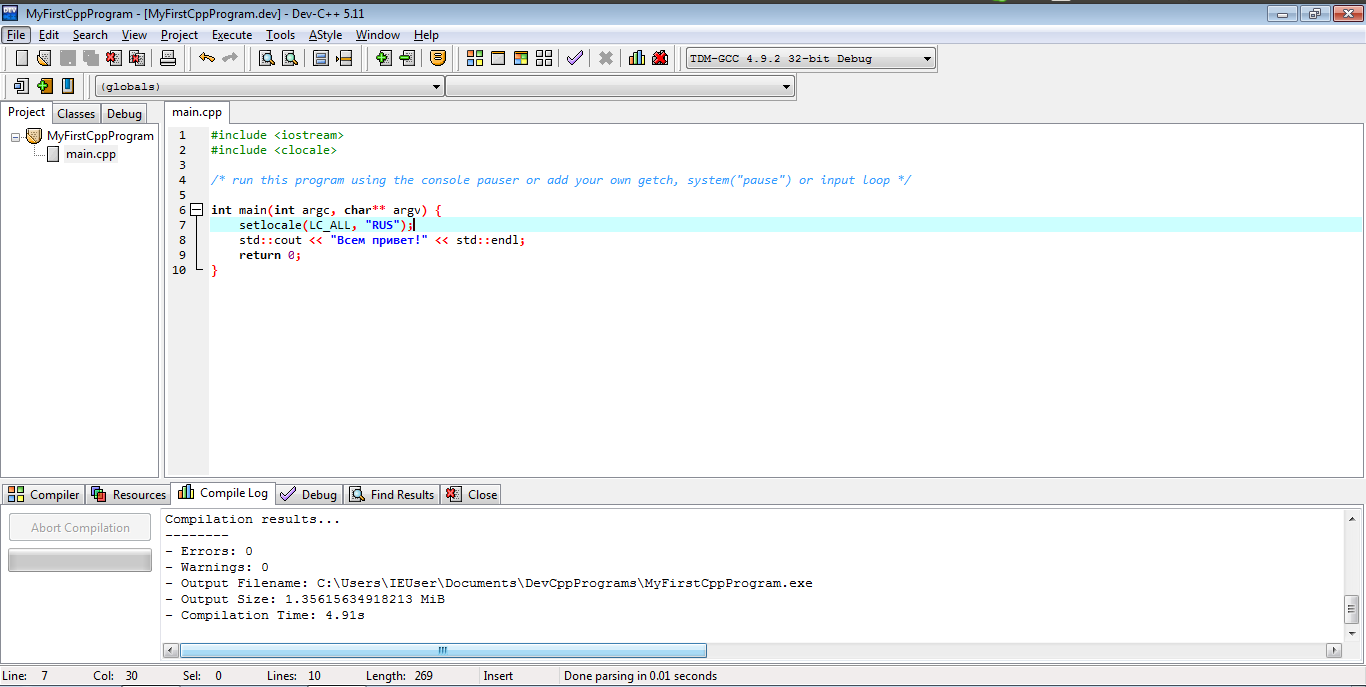 MyFirstCppProgram - [MyFirstCppProgram.dev] - Dev-C++ 5.11
File Edit Search View Project Execute Tools AStyle Window Help
TDM-GCC 4.9.2 32-bit Debug
(globals)
Project Classes Debug
main.cpp
MyFirstCppProgram
main.cpp
1 #include <iostream>
2 #include <clocale>
3
4 /* run this program using the console pauser or add your own getch, system("pause") or input loop */
5
6 int main(int argc, char** argv) {
7 setlocale(LC_ALL, "RUS");
8 std::cout << "Всем привет!" << std::endl;
9 return 0;
10 }
Compiler Resources Compile Log Debug Find Results Close
Abort Compilation
Compilation results...
--------
- Errors: 0
- Warnings: 0
- Output Filename: C:\Users\IEUser\Documents\DevCppPrograms\MyFirstCppProgram.exe
- Output Size: 1.35615634918213 MiB
- Compilation Time: 4.91s
Line: 7 Col: 30 Sel: 0 Lines: 10 Length: 269 Insert Done parsing in 0.01 seconds